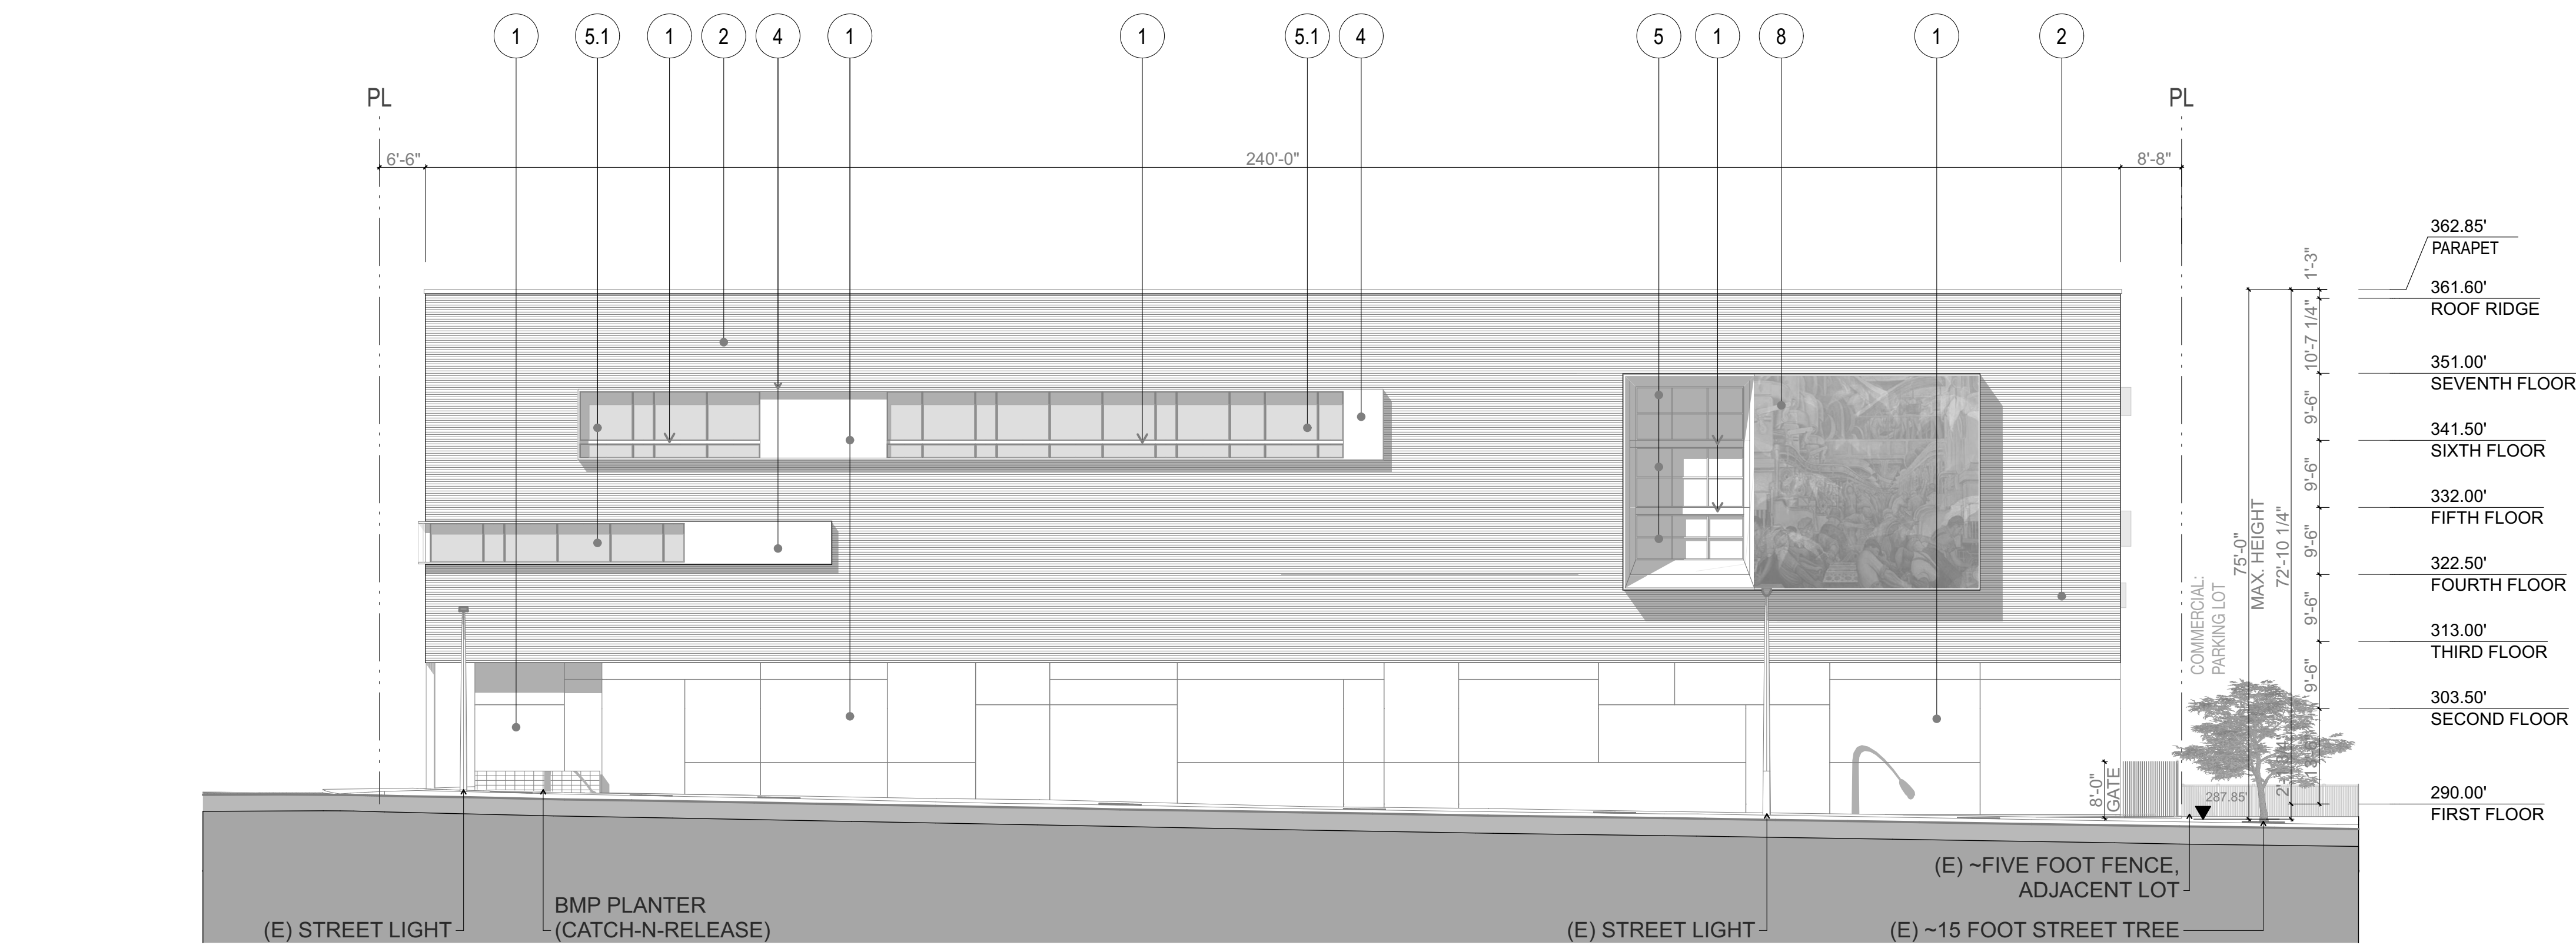 1 5.1 1 2 4 1 1 5.1 4 5 1 8 1 2
PL PL
6'-6" 240'-0" 8'-8"
362.85'
PARAPET
1'-3"
361.60'
ROOF RIDGE
10'-7 1/4"
351.00'
SEVENTH FLOOR
9'-6"
341.50'
SIXTH FLOOR
9'-6"
332.00'
FIFTH FLOOR
9'-6"
322.50'
FOURTH FLOOR
9'-6"
313.00'
THIRD FLOOR
9'-6"
303.50'
SECOND FLOOR
290.00'
FIRST FLOOR
75'-0"
MAX. HEIGHT
72'-10 1/4"
COMMERCIAL:
PARKING LOT
8'-0"
GATE
287.85'
(E) ~FIVE FOOT FENCE,
ADJACENT LOT
(E) STREET LIGHT
BMP PLANTER
(CATCH-N-RELEASE)
(E) STREET LIGHT
(E) ~15 FOOT STREET TREE